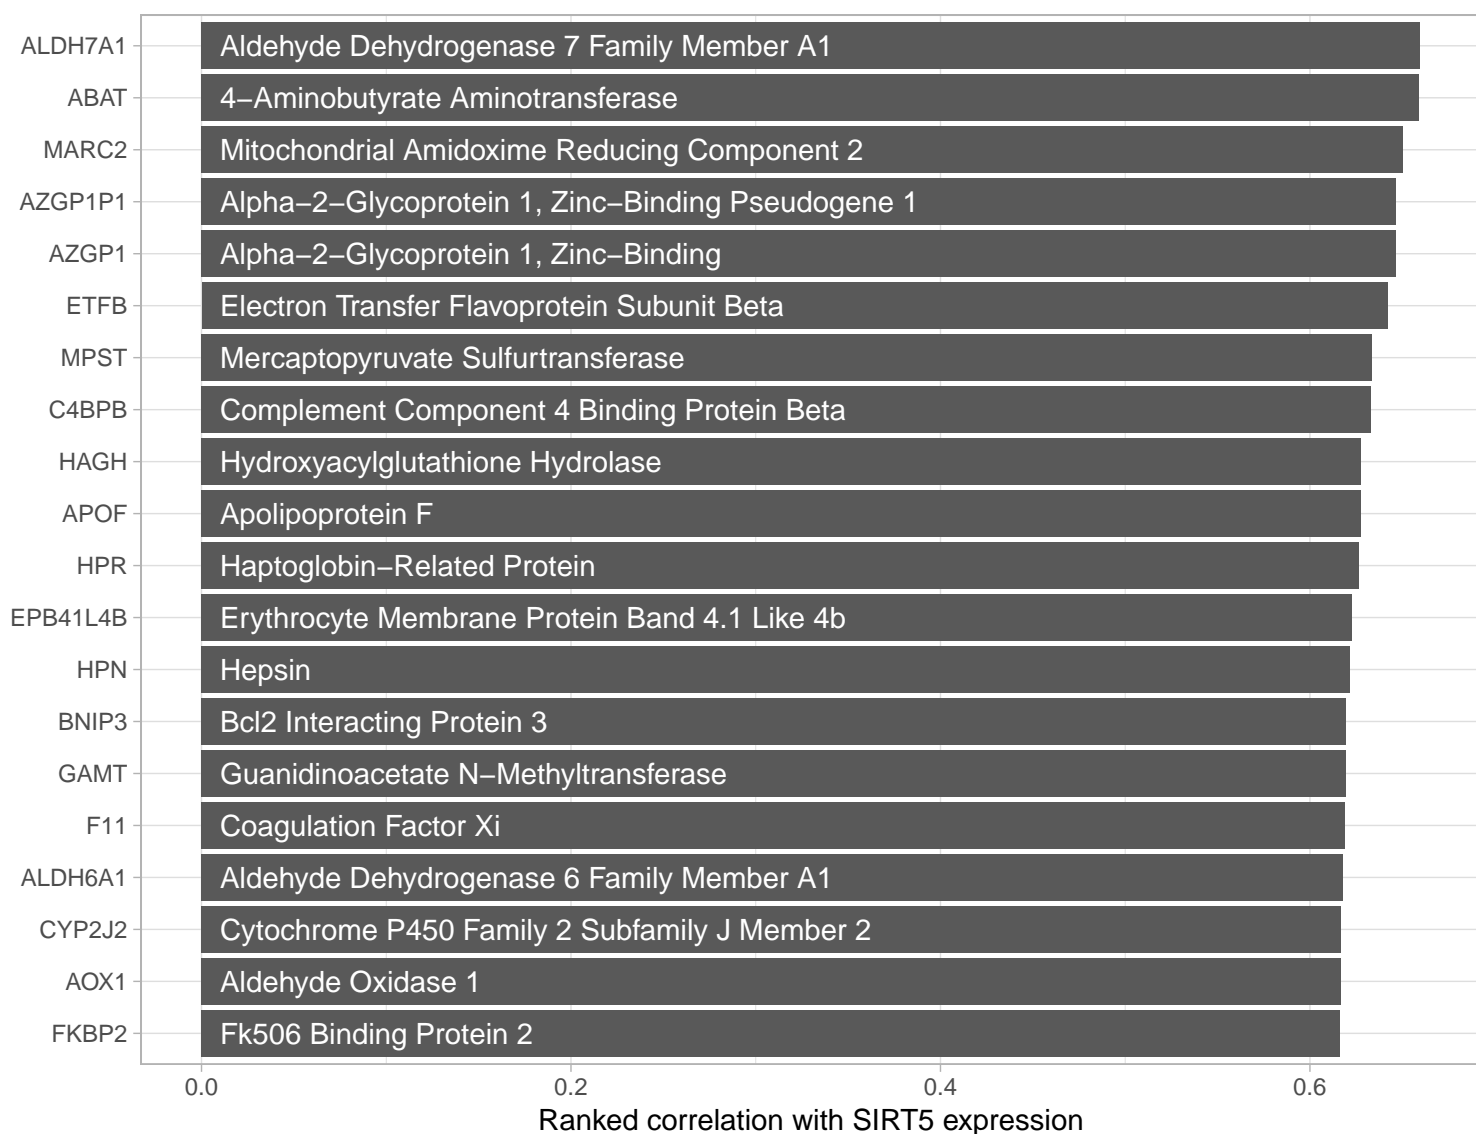 ALDH7A1 Aldehyde Dehydrogenase 7 Family Member A1
ABAT 4−Aminobutyrate Aminotransferase
MARC2 Mitochondrial Amidoxime Reducing Component 2
AZGP1P1 Alpha−2−Glycoprotein 1, Zinc−Binding Pseudogene 1
AZGP1 Alpha−2−Glycoprotein 1, Zinc−Binding
ETFB Electron Transfer Flavoprotein Subunit Beta
MPST Mercaptopyruvate Sulfurtransferase
C4BPB Complement Component 4 Binding Protein Beta
HAGH Hydroxyacylglutathione Hydrolase
APOF Apolipoprotein F
HPR Haptoglobin−Related Protein
EPB41L4B Erythrocyte Membrane Protein Band 4.1 Like 4b
HPN Hepsin
BNIP3 Bcl2 Interacting Protein 3
GAMT Guanidinoacetate N−Methyltransferase
F11 Coagulation Factor Xi
ALDH6A1 Aldehyde Dehydrogenase 6 Family Member A1
CYP2J2 Cytochrome P450 Family 2 Subfamily J Member 2
AOX1 Aldehyde Oxidase 1
FKBP2 Fk506 Binding Protein 2
0.0 0.2 0.4 0.6
Ranked correlation with SIRT5 expression